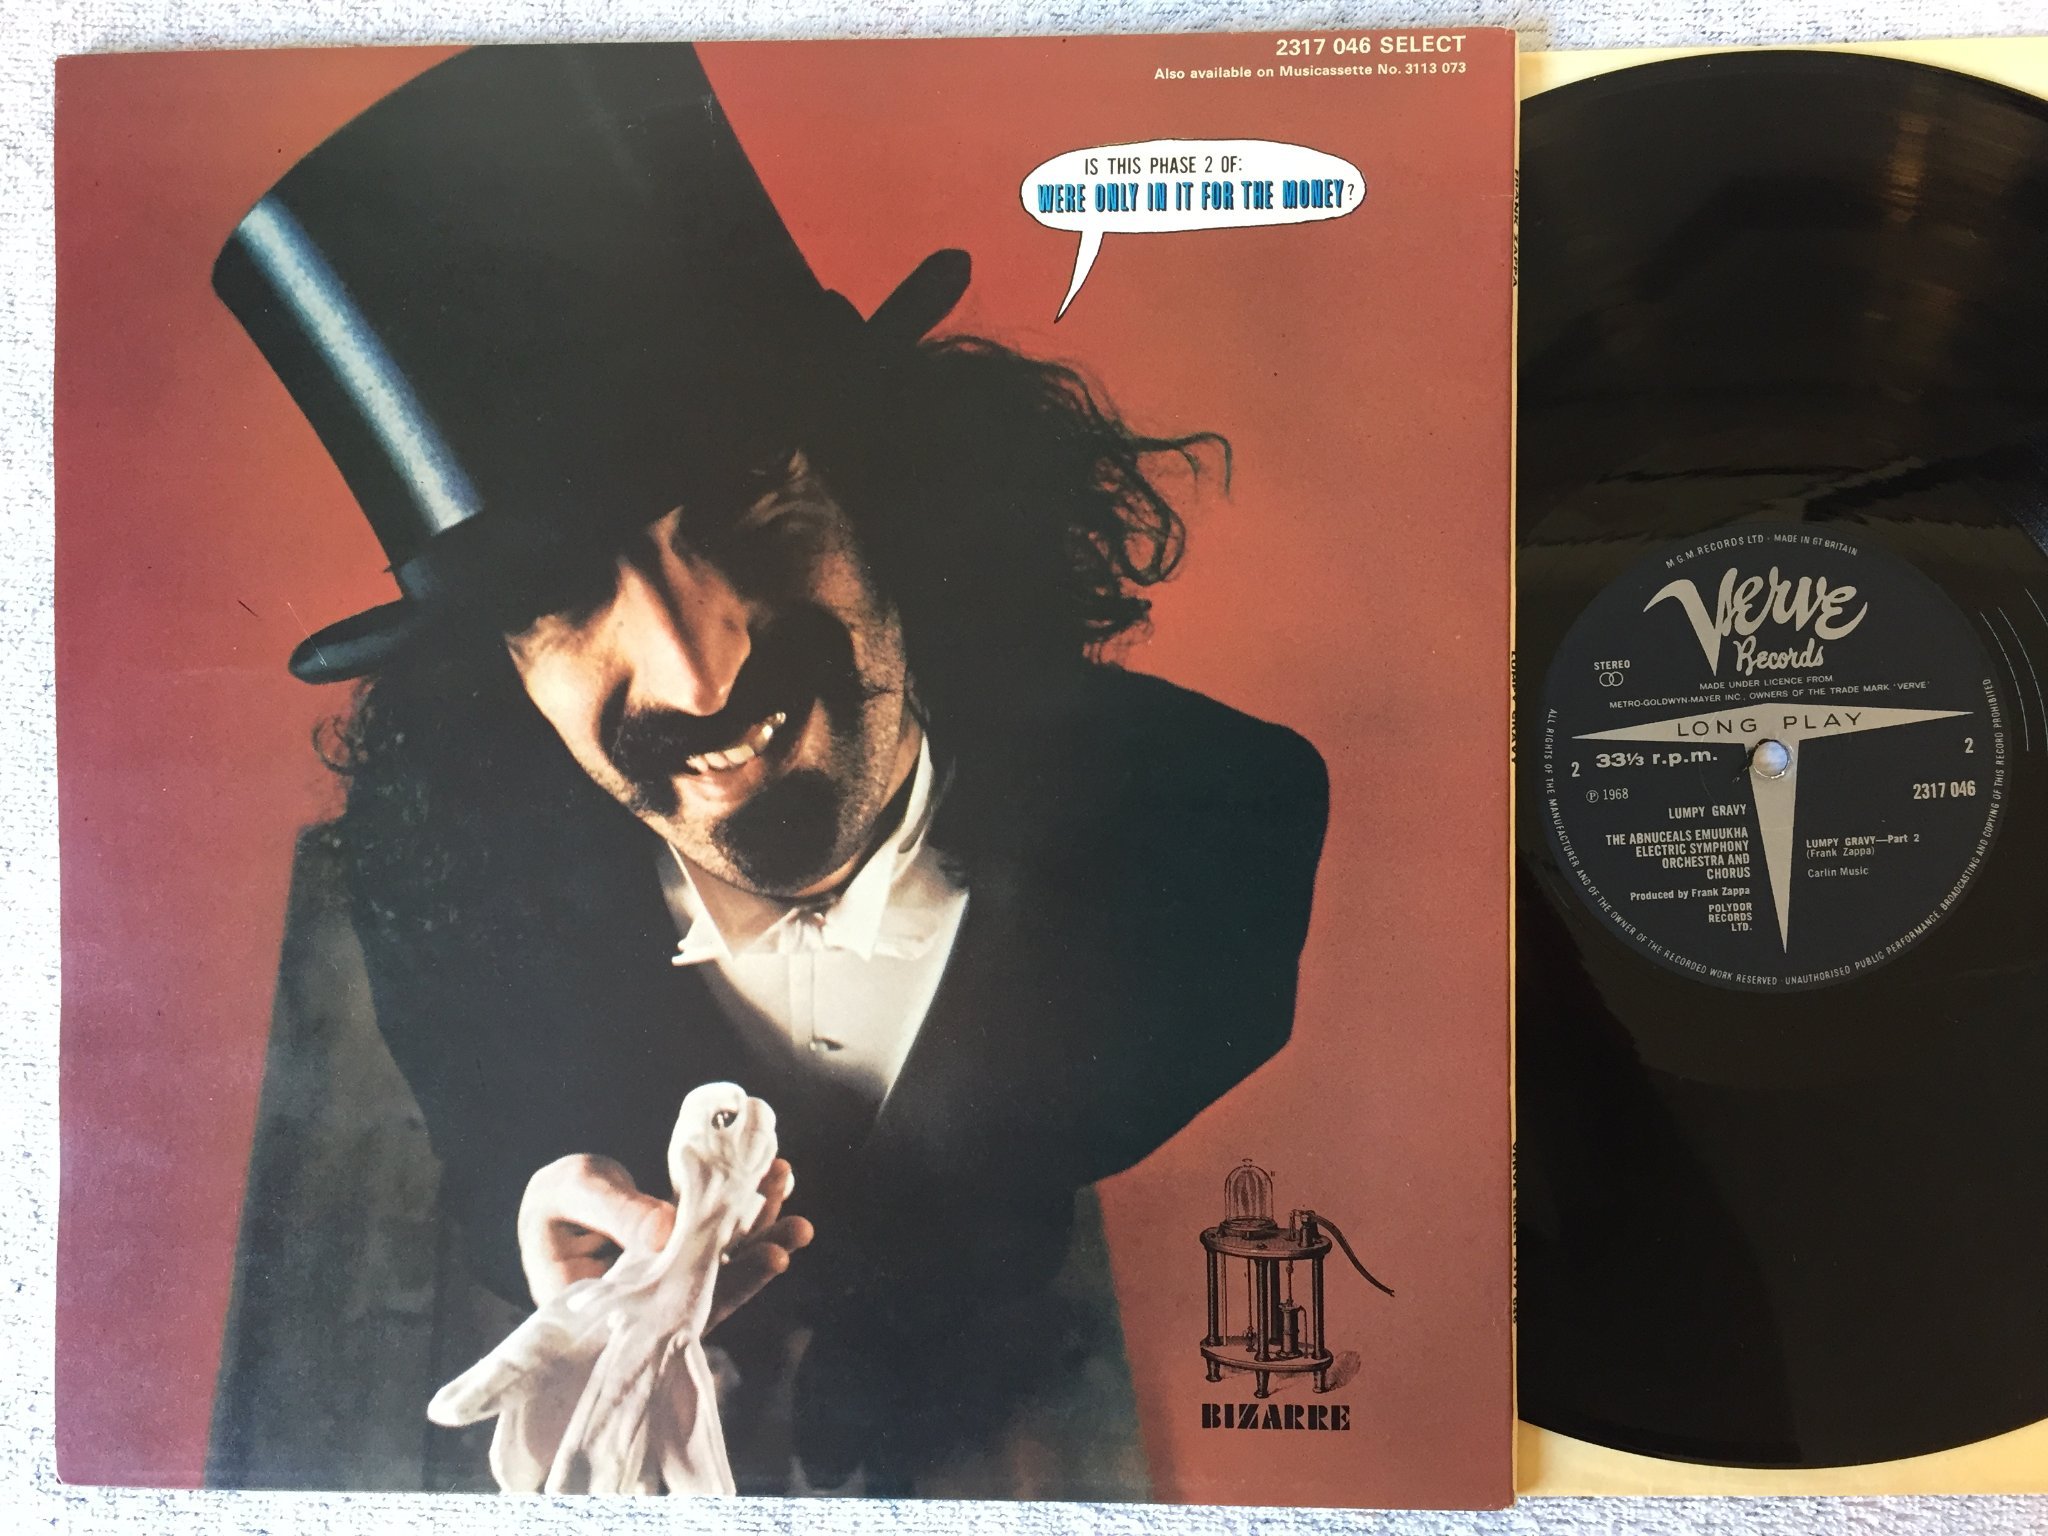 2317 046 SELECT
Also available on Musicassette No. 3113 073
IS THIS PHASE 2 OF:
WERE ONLY IN IT FOR THE MONEY?
BIZARRE
FRANK ZAPPA
LUMPY GRAVY
M.G.M. RECORDS LTD · MADE IN GT BRITAIN
VERVE
Records
STEREO
MADE UNDER LICENCE FROM
METRO-GOLDWYN-MAYER INC., OWNERS OF THE TRADE MARK 'VERVE'
LONG PLAY
2 33⅓ r.p.m.
2
℗ 1968
2317 046
LUMPY GRAVY
THE ABNUCEALS EMUUKHA
ELECTRIC SYMPHONY
ORCHESTRA AND
CHORUS
Produced by Frank Zappa
POLYDOR
RECORDS
LTD.
LUMPY GRAVY—Part 2
(Frank Zappa)
Carlin Music
ALL RIGHTS OF THE MANUFACTURER AND OF THE OWNER OF THE RECORDED WORK RESERVED · UNAUTHORISED PUBLIC PERFORMANCE, BROADCASTING AND COPYING OF THIS RECORD PROHIBITED